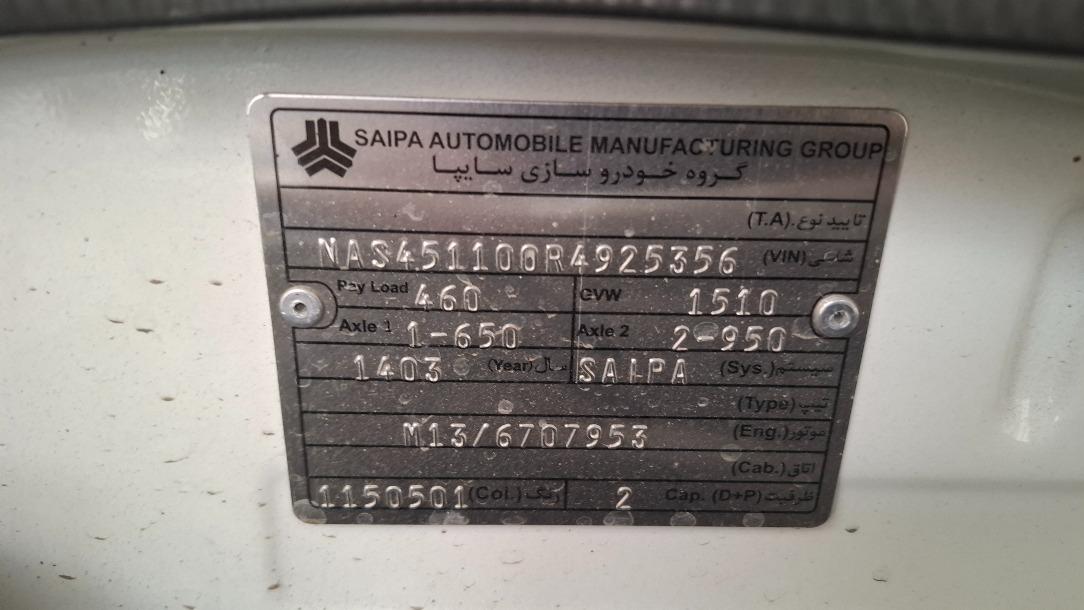 SAIPA AUTOMOBILE MANUFACTURING GROUP
گروه خودرو سازی سایپا
تایید نوع.(T.A)
NAS451100R4925356 شاسی(VIN)
Pay Load 460 GVW 1510
Axle 1 1-650 Axle 2 2-950
1403 سال(Year) SAIPA سیستم(Sys.)
تیپ(Type)
M13/6707953 موتور(Eng.)
اتاق(Cab.)
1150501 رنگ(Col.) 2 ظرفیت(D+P) Cap.